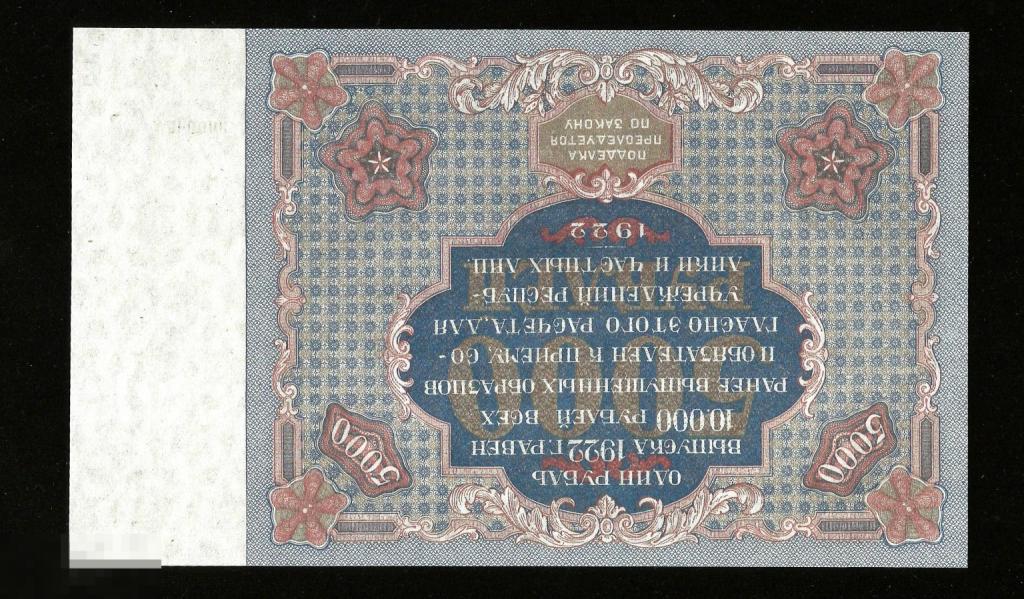 5000
5000
ОДИН РУБЛЬ
ВЫПУСКА 1922 Г. РАВЕН
10.000 РУБЛЕЙ ВСЕХ
РАНЕЕ ВЫПУЩЕННЫХ ОБРАЗЦОВ
И ОБЯЗАТЕЛЕН К ПРИЕМУ, СО-
ГЛАСНО ЭТОГО РАСЧЕТА, ДЛЯ
УЧРЕЖДЕНИЙ РЕСПУБ-
ЛИКИ И ЧАСТНЫХ ЛИЦ.
1922
5000
РУБЛЕЙ
ПОДДЕЛКА
ПРЕСЛЕДУЕТСЯ
ПО ЗАКОНУ